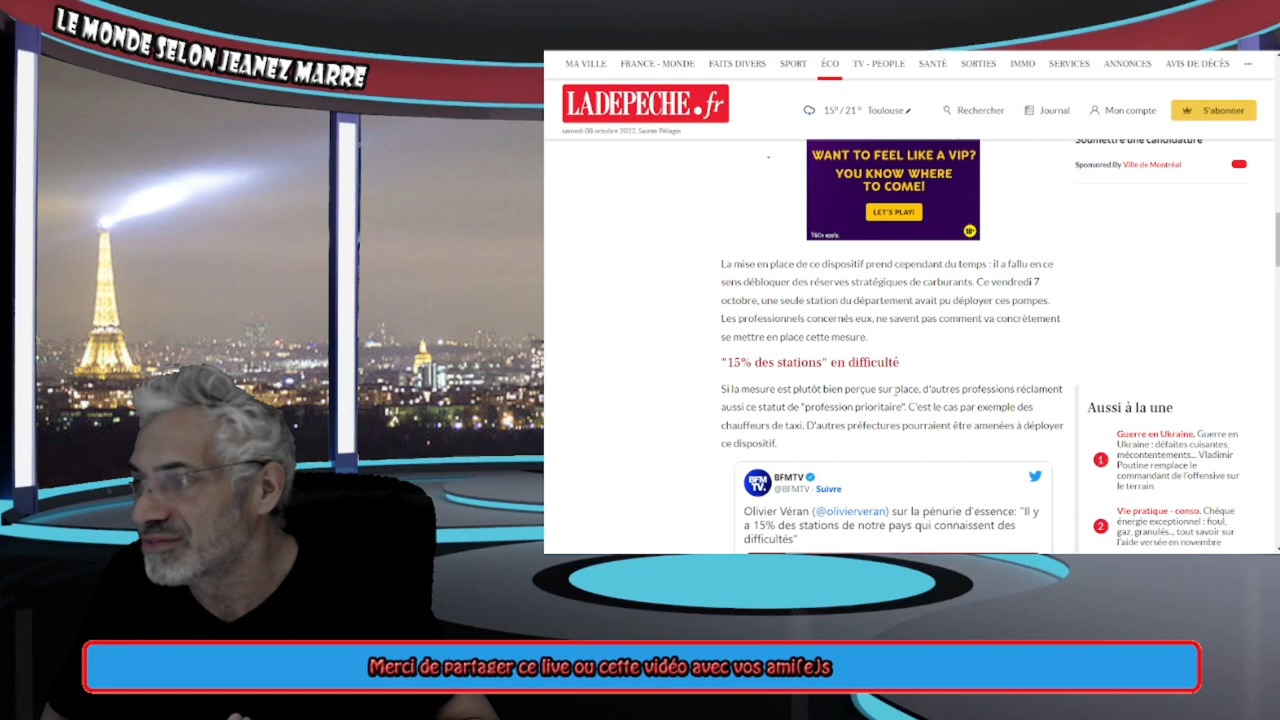 LE MONDE SELON JEANEZ MARRE
MA VILLE FRANCE - MONDE FAITS DIVERS SPORT ÉCO TV - PEOPLE SANTÉ SORTIES IMMO SERVICES ANNONCES AVIS DE DÉCÈS ...
LADEPECHE.fr
15° / 21° Toulouse
Rechercher
Journal
Mon compte
S'abonner
samedi 08 octobre 2022, Sainte Pélagie
WANT TO FEEL LIKE A VIP?
YOU KNOW WHERE
TO COME!
LET'S PLAY!
T&Cs apply.
18+
Soumettre une candidature
Sponsored By Ville de Montréal
La mise en place de ce dispositif prend cependant du temps : il a fallu en ce
sens débloquer des réserves stratégiques de carburants. Ce vendredi 7
octobre, une seule station du département avait pu déployer ces pompes.
Les professionnels concernés eux, ne savent pas comment va concrètement
se mettre en place cette mesure.
"15% des stations" en difficulté
Si la mesure est plutôt bien perçue sur place, d'autres professions réclament
aussi ce statut de "profession prioritaire". C'est le cas par exemple des
chauffeurs de taxi. D'autres préfectures pourraient être amenées à déployer
ce dispositif.
BFM
TV.
BFMTV
@BFMTV · Suivre
Olivier Véran (@olivierveran) sur la pénurie d'essence: "Il y
a 15% des stations de notre pays qui connaissent des
difficultés"
Aussi à la une
1
Guerre en Ukraine. Guerre en
Ukraine : défaites cuisantes,
mécontentements... Vladimir
Poutine remplace le
commandant de l'offensive sur
le terrain
2
Vie pratique - conso. Chèque
énergie exceptionnel : fioul,
gaz, granulés... tout savoir sur
l'aide versée en novembre
Merci de partager ce live ou cette vidéo avec vos ami(e)s